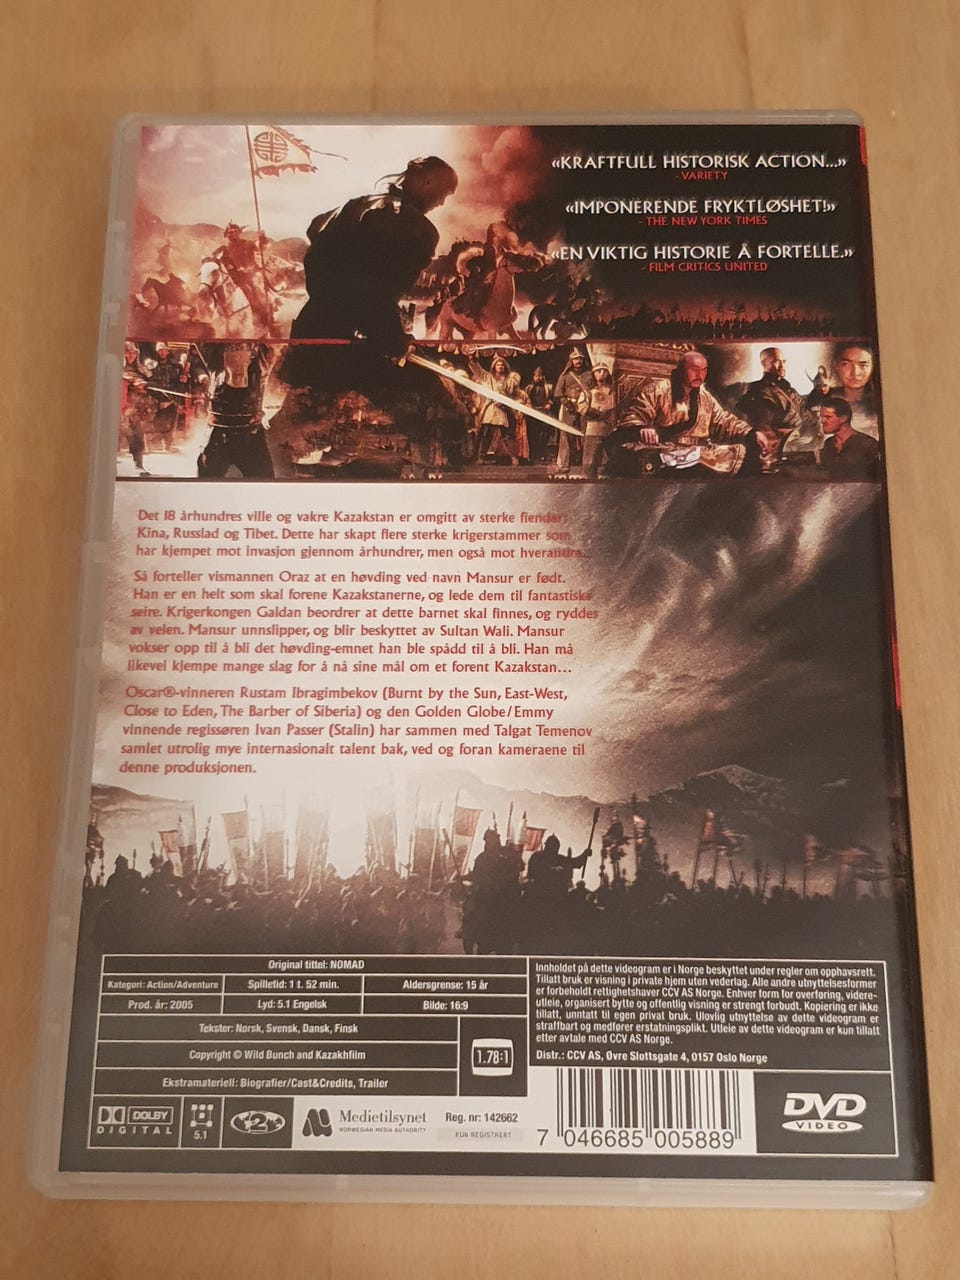 «KRAFTFULL HISTORISK ACTION...»
- VARIETY
«IMPONERENDE FRYKTLØSHET!»
- THE NEW YORK TIMES
«EN VIKTIG HISTORIE Å FORTELLE.»
- FILM CRITICS UNITED
Det 18 århundres ville og vakre Kazakstan er omgitt av sterke fiender;
Kina, Russlad og Tibet. Dette har skapt flere sterke krigerstammer som
har kjempet mot invasjon gjennom århundrer, men også mot hverandre...
Så forteller vismannen Oraz at en høvding ved navn Mansur er født.
Han er en helt som skal forene Kazakstanerne, og lede dem til fantastiske
seire. Krigerkongen Galdan beordrer at dette barnet skal finnes, og ryddes
av veien. Mansur unnslipper, og blir beskyttet av Sultan Wali. Mansur
vokser opp til å bli det høvding-emnet han ble spådd til å bli. Han må
likevel kjempe mange slag for å nå sine mål om et forent Kazakstan...
Oscar®-vinneren Rustam Ibragimbekov (Burnt by the Sun, East-West,
Close to Eden, The Barber of Siberia) og den Golden Globe/Emmy
vinnende regissøren Ivan Passer (Stalin) har sammen med Talgat Temenov
samlet utrolig mye internasjonalt talent bak, ved og foran kameraene til
denne produksjonen.
Original tittel: NOMAD
Kategori: Action/Adventure Spilletid: 1 t. 52 min. Aldersgrense: 15 år
Prod. år: 2005 Lyd: 5.1 Engelsk Bilde: 16:9
Tekster: Norsk, Svensk, Dansk, Finsk
Copyright © Wild Bunch and Kazakhfilm
1.78:1
Ekstramateriell: Biografier/Cast&Credits, Trailer
Innholdet på dette videogram er i Norge beskyttet under regler om opphavsrett.
Tillatt bruk er visning i private hjem uten vederlag. Alle andre utnyttelsesformer
er forbeholdt rettighetshaver CCV AS Norge. Enhver form for overføring, videre-
utleie, organisert bytte og offentlig visning er strengt forbudt. Kopiering er ikke
tillatt, unntatt til egen privat bruk. Ulovlig utnyttelse av dette videogram er
straffbart og medfører erstatningsplikt. Utleie av dette videogram er kun tillatt
etter avtale med CCV AS Norge.
Distr.: CCV AS, Øvre Slottsgate 4, 0157 Oslo Norge
DOLBY
DIGITAL
5.1
2
Medietilsynet
NORWEGIAN MEDIA AUTHORITY
Reg. nr: 142662
KUN REGISTRERT
7 046685 005889
DVD
VIDEO